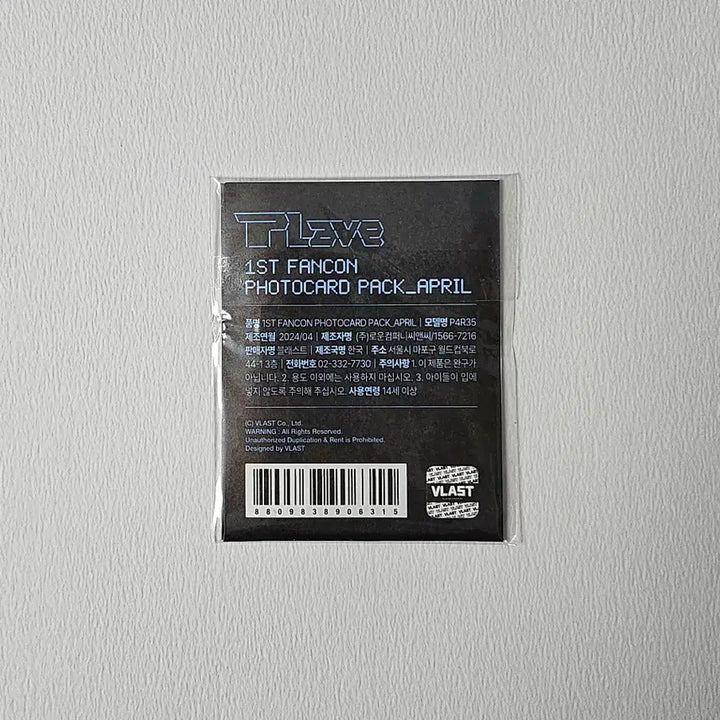 PLAVE
1ST FANCON
PHOTOCARD PACK_APRIL
품명 1ST FANCON PHOTOCARD PACK_APRIL | 모델명 P4R35
제조연월 2024/04 | 제조자명 (주)로운컴퍼니씨앤씨/1566-7216
판매자명 블래스트 | 제조국명 한국 | 주소 서울시 마포구 월드컵북로
44-1 3층 | 전화번호 02-332-7730 | 주의사항 1. 이 제품은 완구가
아닙니다. 2. 용도 이외에는 사용하지 마십시오. 3. 아이들이 입에
넣지 않도록 주의해 주십시오. 사용연령 14세 이상
(C) VLAST Co., Ltd.
WARNING : All Rights Reserved.
Unauthorized Duplication & Rent is Prohibited.
Designed by VLAST
8809838906315
VLAST